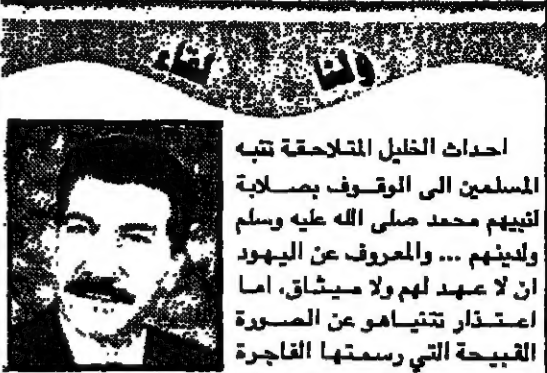 ولنا لقاء
احداث الخليل المتلاحقة تنبه
المسلمين الى الوقوف بصلابة
لنبيهم محمد صلى الله عليه وسلم
ولدينهم ... والمعروف عن اليهود
ان لا عهد لهم ولا ميثاق، اما
اعتذار نتنياهو عن الصورة
القبيحة التي رسمتها الفاجرة